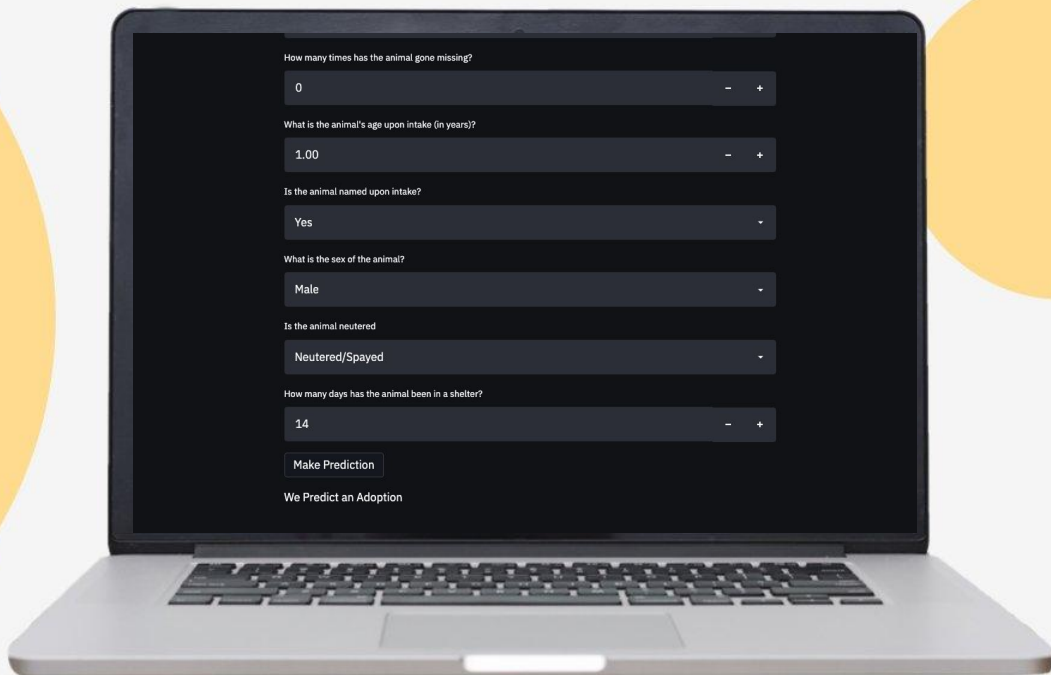 How many times has the animal gone missing?
0
What is the animal's age upon intake (in years)?
1.00
Is the animal named upon intake?
Yes
What is the sex of the animal?
Male
Is the animal neutered
Neutered/Spayed
How many days has the animal been in a shelter?
14
Make Prediction
We Predict an Adoption